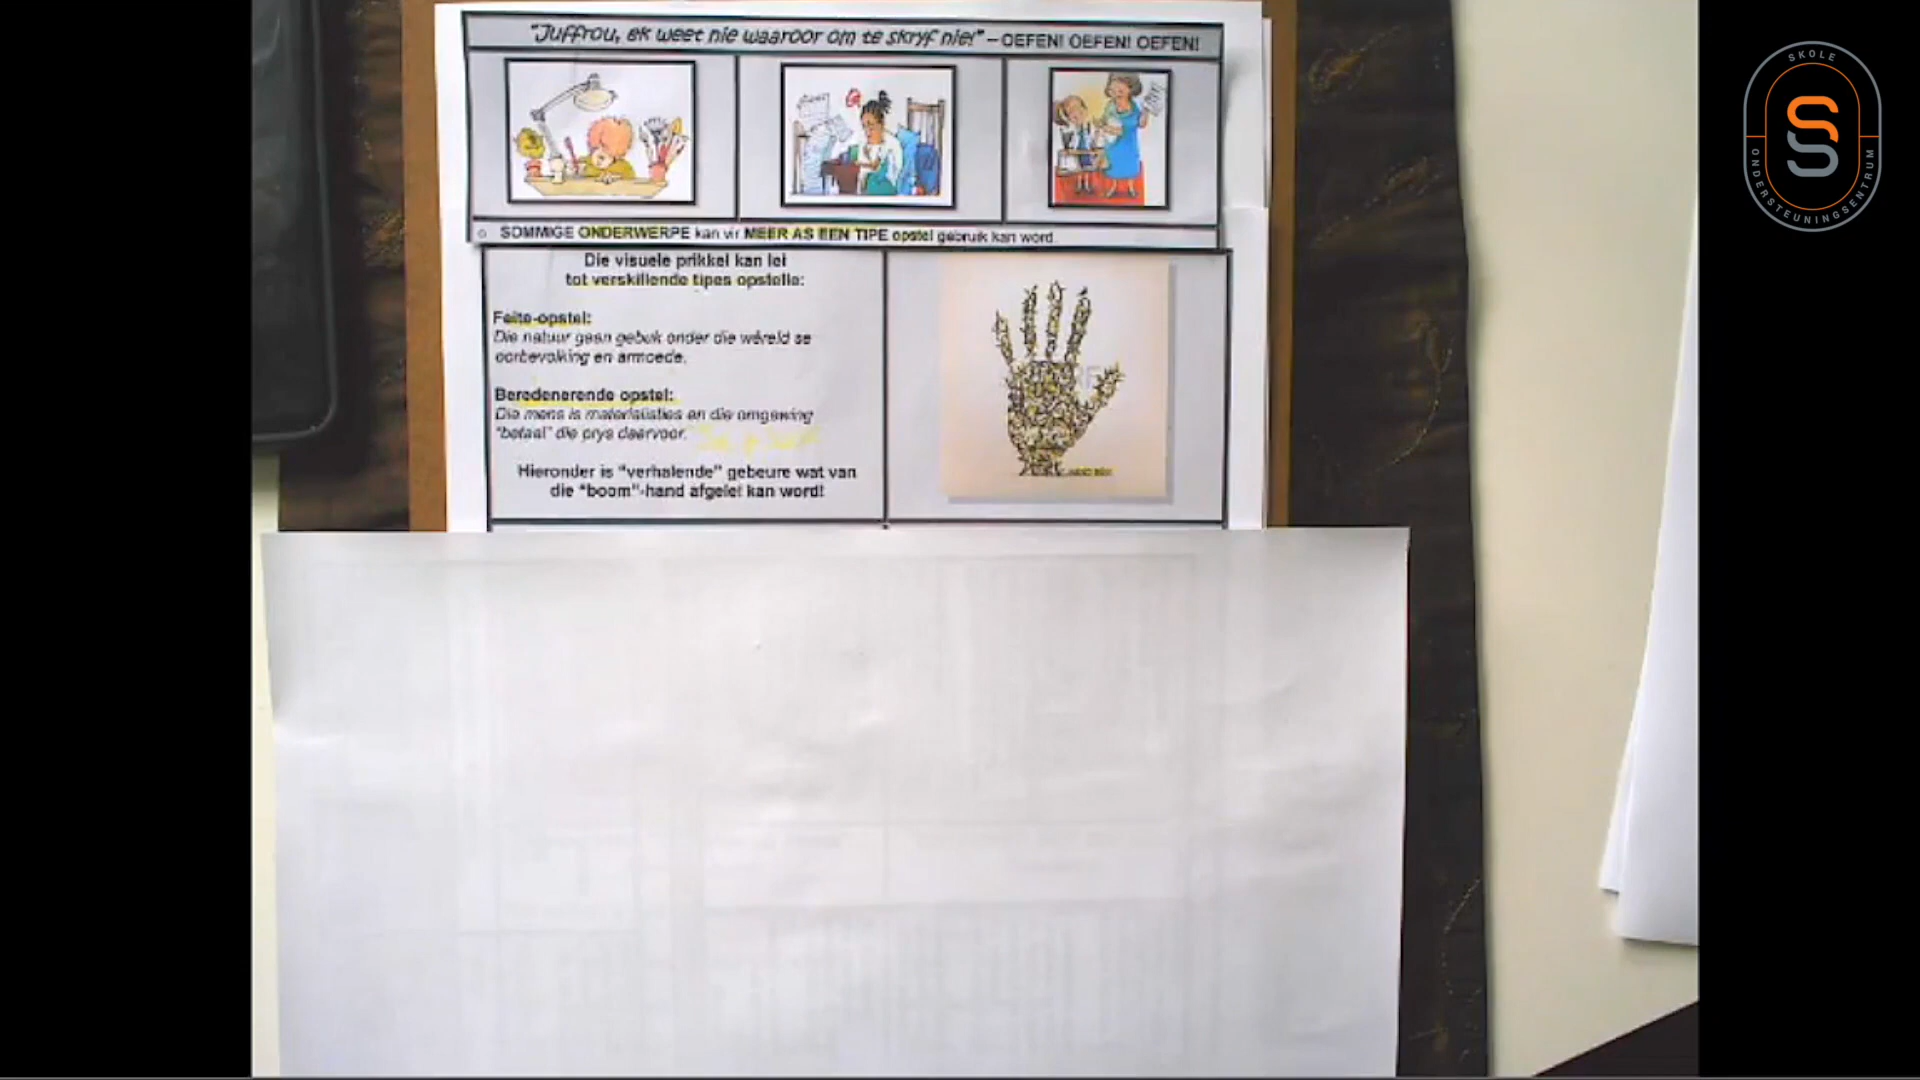 "Juffrou, ek weet nie waaroor om te skryf nie!" – OEFEN! OEFEN! OEFEN!
o SOMMIGE ONDERWERPE kan vir MEER AS EEN TIPE opstel gebruik kan word.
Die visuele prikkel kan lei
tot verskillende tipes opstelle:
Feite-opstel:
Die natuur gaan gebuk onder die wêreld se
oorbevolking en armoede.
Beredenerende opstel:
Die mens is materialisties en die omgewing
"betaal" die prys daarvoor.
Hieronder is "verhalende" gebeure wat van
die "boom"-hand afgelei kan word!
SKOLE
ONDERSTEUNINGSENTRUM